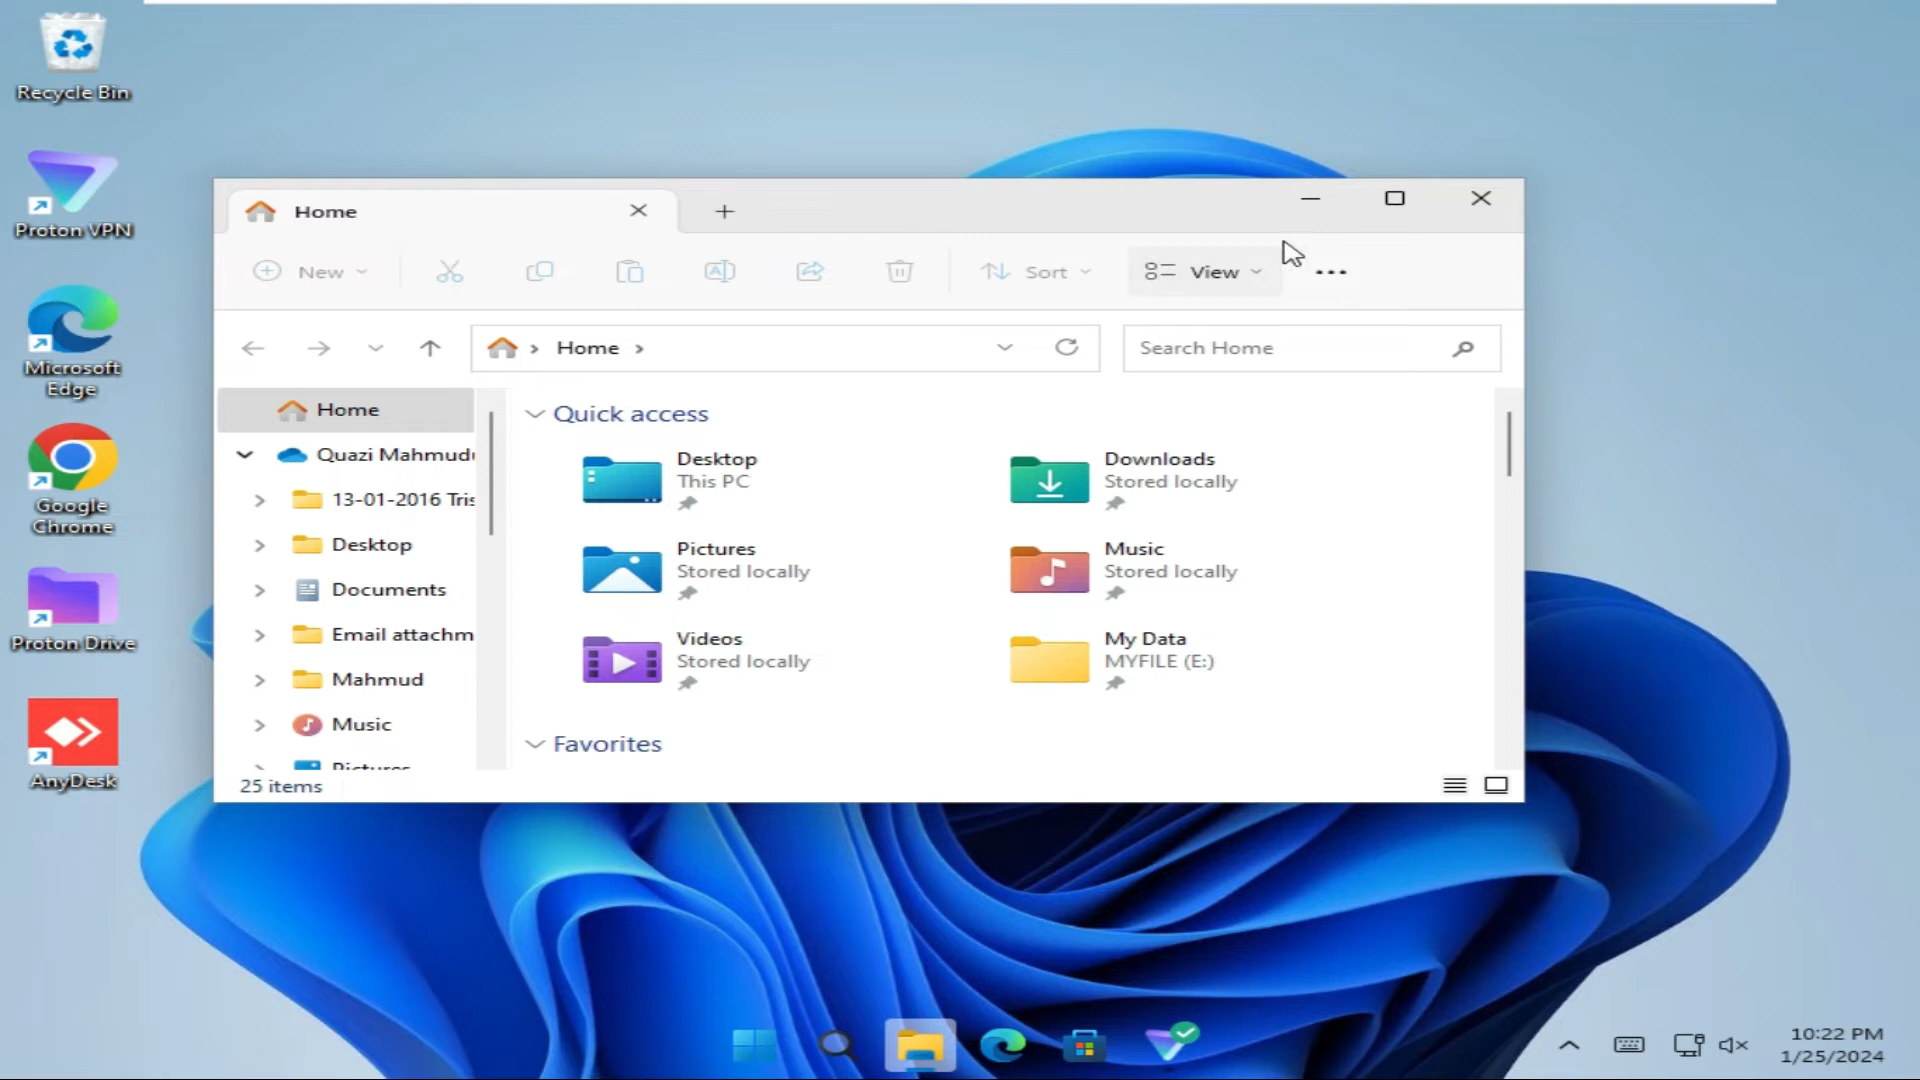 Recycle Bin
Proton VPN
Microsoft
Edge
Google
Chrome
Proton Drive
AnyDesk
Home
New
Sort
View
Home
Search Home
Home
Quazi Mahmud
13-01-2016 Tris
Desktop
Documents
Email attachm
Mahmud
Music
Pictures
25 items
Quick access
Desktop
This PC
Downloads
Stored locally
Pictures
Stored locally
Music
Stored locally
Videos
Stored locally
My Data
MYFILE (E:)
Favorites
10:22 PM
1/25/2024